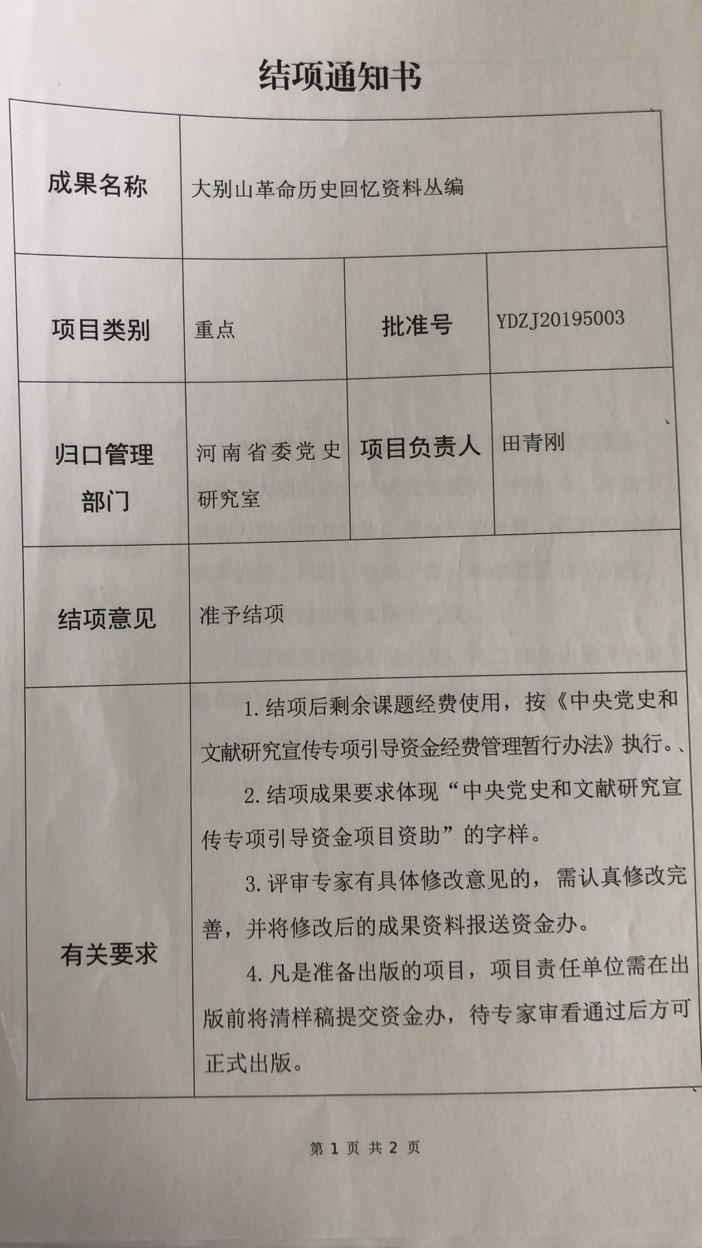 结项通知书
成果名称
大别山革命历史回忆资料丛编
项目类别
重点
批准号
YDZJ20195003
归口管理
部门
河南省委党史
研究室
项目负责人
田青刚
结项意见
准予结项
有关要求
1.结项后剩余课题经费使用，按《中央党史和
文献研究宣传专项引导资金经费管理暂行办法》执行。
2.结项成果要求体现“中央党史和文献研究宣
传专项引导资金项目资助”的字样。
3.评审专家有具体修改意见的，需认真修改完
善，并将修改后的成果资料报送资金办。
4.凡是准备出版的项目，项目责任单位需在出
版前将清样稿提交资金办，待专家审看通过后方可
正式出版。
第 1 页 共 2 页